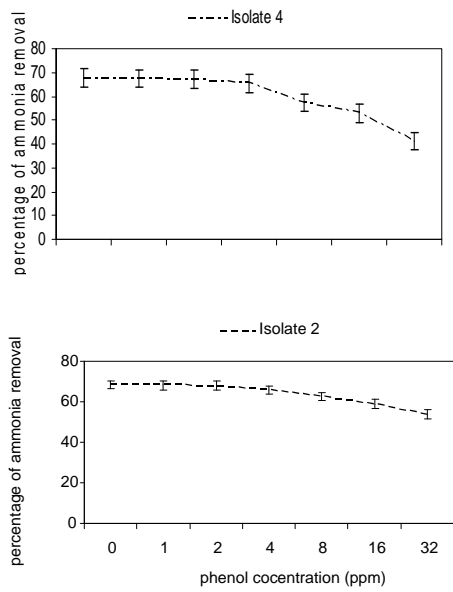 Isolate 4
percentage of ammonia removal
80
70
60
50
40
30
20
10
0
Isolate 2
percentage of ammonia removal
80
60
40
20
0
0 1 2 4 8 16 32
phenol cocentration (ppm)